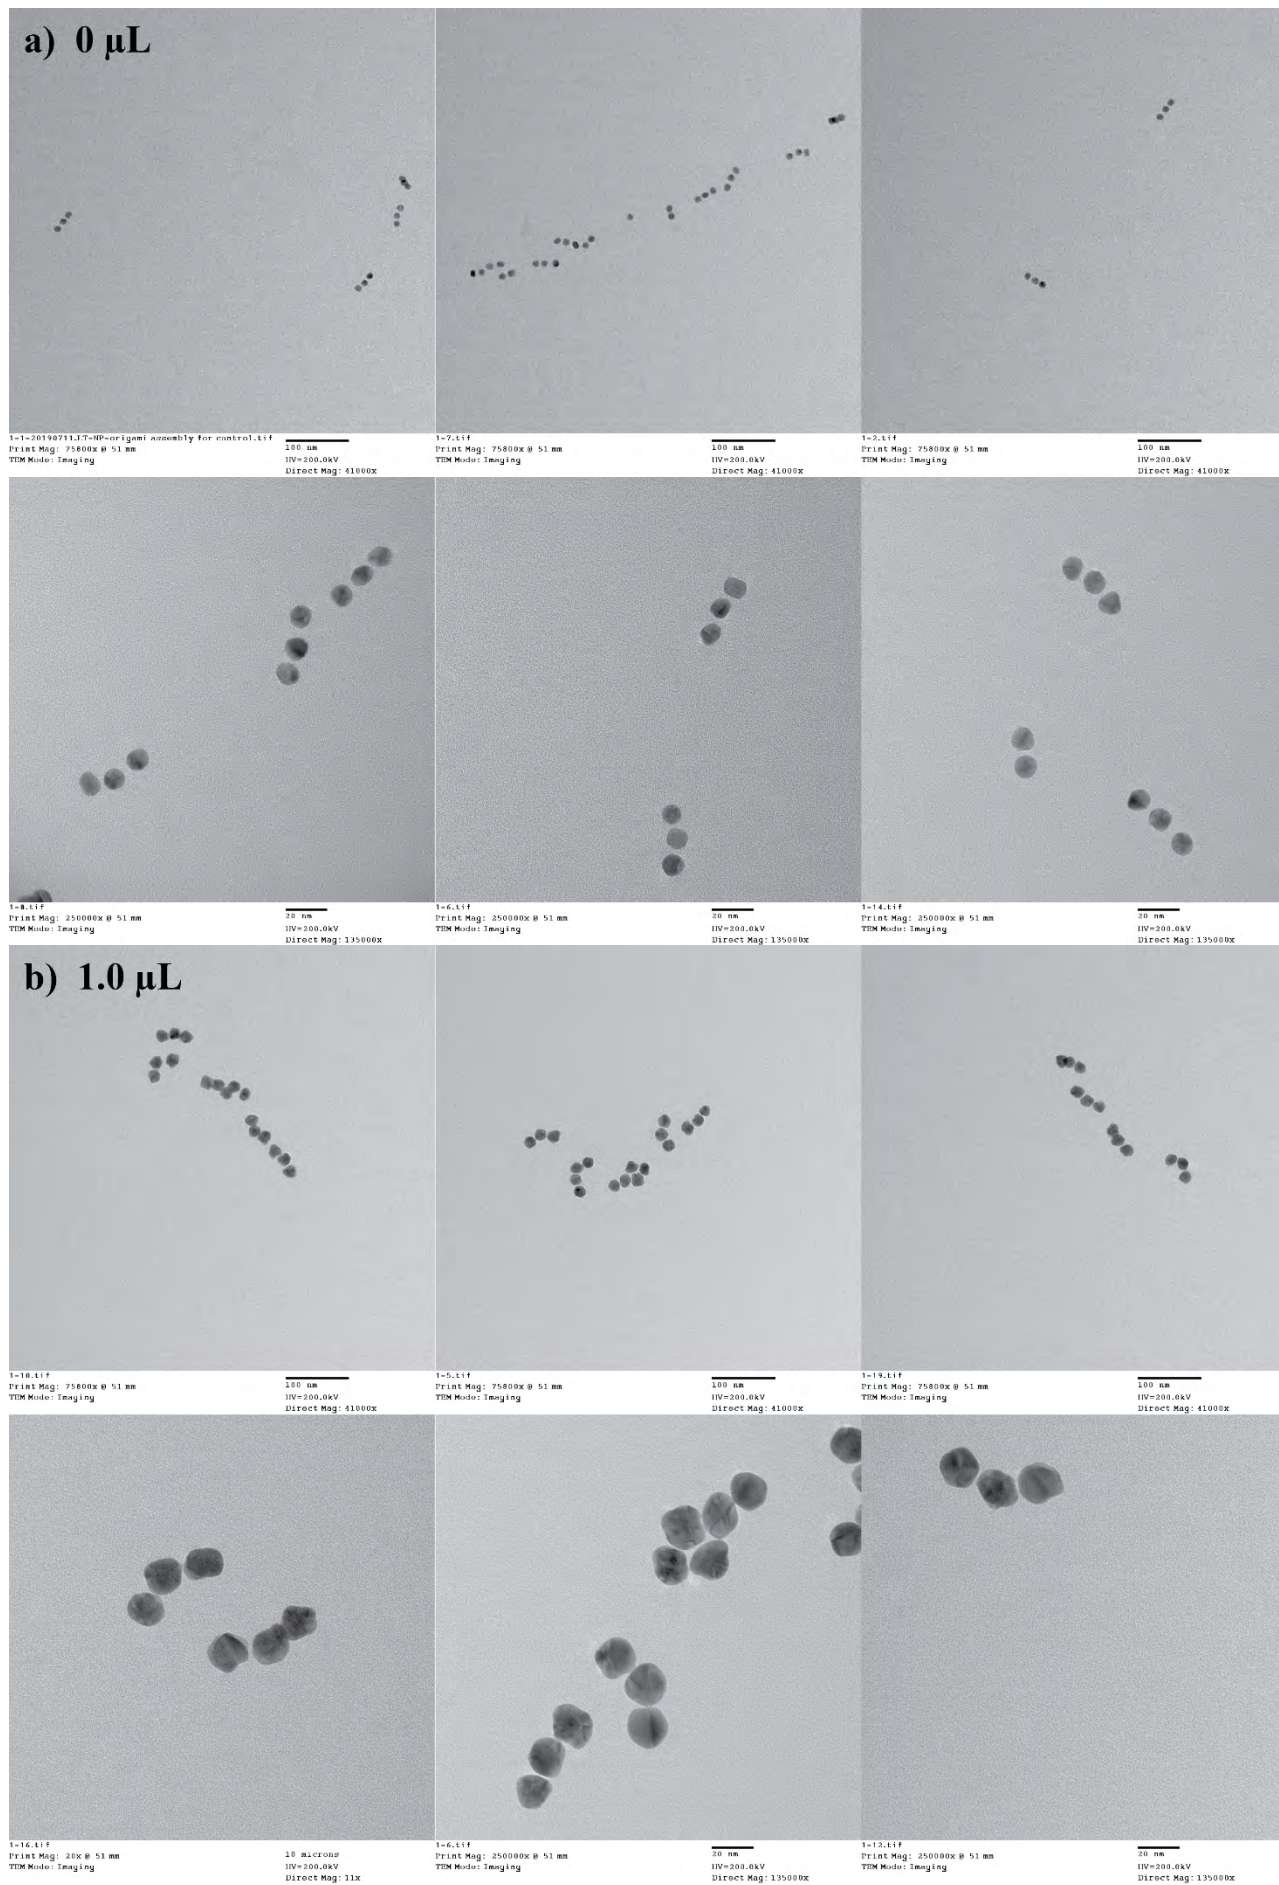 a) 0 µL
1-1-20190711.LT-NP-origami assembly for control.tif
Print Mag: 75800x @ 51 mm
TEM Mode: Imaging
100 nm
HV=200.0kV
Direct Mag: 41000x
1-7.tif
Print Mag: 75800x @ 51 mm
TEM Mode: Imaging
100 nm
HV=200.0kV
Direct Mag: 41000x
1-2.tif
Print Mag: 75800x @ 51 mm
TEM Mode: Imaging
100 nm
HV=200.0kV
Direct Mag: 41000x
1-8.tif
Print Mag: 250000x @ 51 mm
TEM Mode: Imaging
20 nm
HV=200.0kV
Direct Mag: 135000x
1-6.tif
Print Mag: 250000x @ 51 mm
TEM Mode: Imaging
20 nm
HV=200.0kV
Direct Mag: 135000x
1-14.tif
Print Mag: 250000x @ 51 mm
TEM Mode: Imaging
20 nm
HV=200.0kV
Direct Mag: 135000x
b) 1.0 µL
1-10.tif
Print Mag: 75800x @ 51 mm
TEM Mode: Imaging
100 nm
HV=200.0kV
Direct Mag: 41000x
1-5.tif
Print Mag: 75800x @ 51 mm
TEM Mode: Imaging
100 nm
HV=200.0kV
Direct Mag: 41000x
1-19.tif
Print Mag: 75800x @ 51 mm
TEM Mode: Imaging
100 nm
HV=200.0kV
Direct Mag: 41000x
1-16.tif
Print Mag: 20x @ 51 mm
TEM Mode: Imaging
10 microns
HV=200.0kV
Direct Mag: 11x
1-6.tif
Print Mag: 250000x @ 51 mm
TEM Mode: Imaging
20 nm
HV=200.0kV
Direct Mag: 135000x
1-12.tif
Print Mag: 250000x @ 51 mm
TEM Mode: Imaging
20 nm
HV=200.0kV
Direct Mag: 135000x